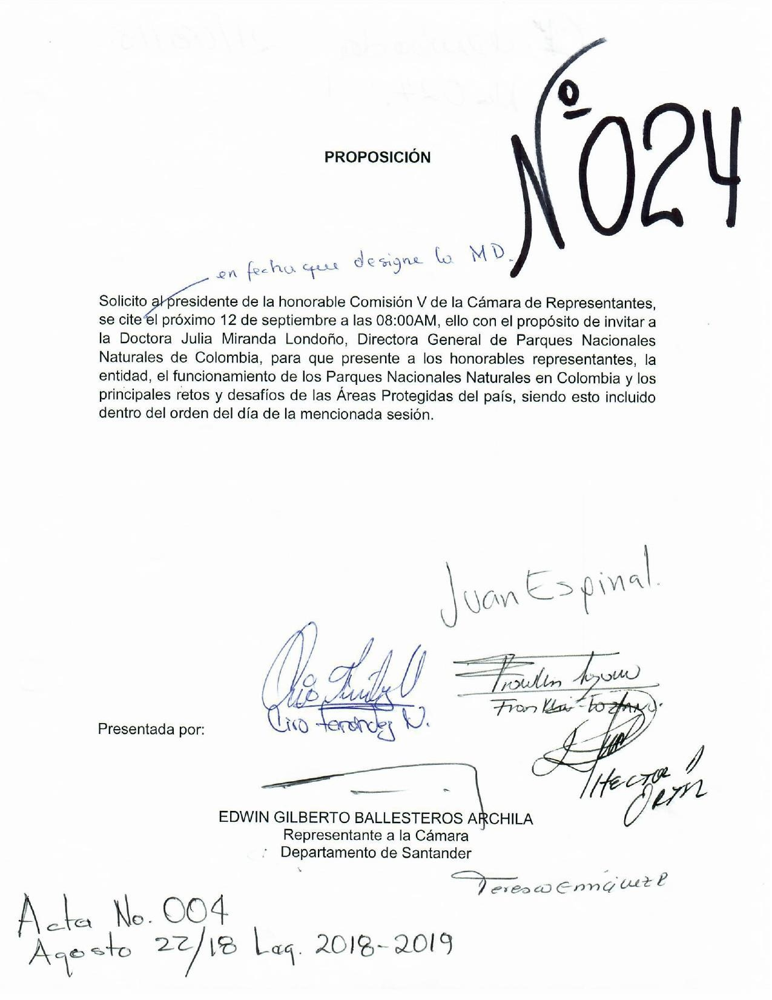 Nº 024
PROPOSICIÓN
en fecha que designe la MD.
Solicito al presidente de la honorable Comisión V de la Cámara de Representantes,
se cite el próximo 12 de septiembre a las 08:00AM, ello con el propósito de invitar a
la Doctora Julia Miranda Londoño, Directora General de Parques Nacionales
Naturales de Colombia, para que presente a los honorables representantes, la
entidad, el funcionamiento de los Parques Nacionales Naturales en Colombia y los
principales retos y desafíos de las Áreas Protegidas del país, siendo esto incluido
dentro del orden del día de la mencionada sesión.
Juan Espinal.
Ciro Fernández N.
Franklin Lozano.
Presentada por:
HECTOR
ORTIZ
EDWIN GILBERTO BALLESTEROS ARCHILA
Representante a la Cámara
Departamento de Santander
Teresa Enríquez R
Acta No. 004
Agosto 22/18 Leg. 2018-2019